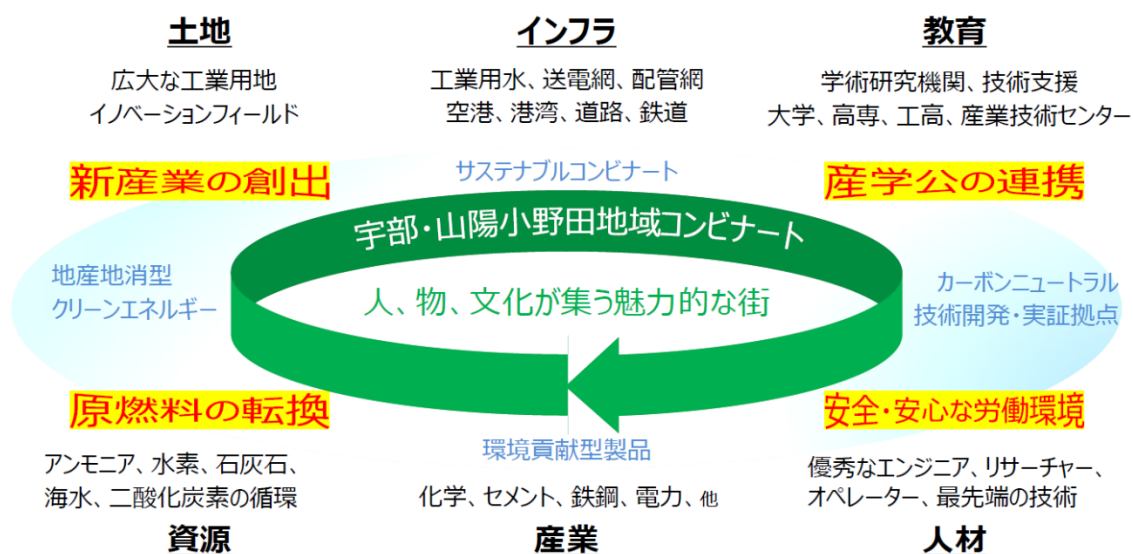 土地
広大な工業用地
イノベーションフィールド
インフラ
工業用水、送電網、配管網
空港、港湾、道路、鉄道
教育
学術研究機関、技術支援
大学、高専、工高、産業技術センター
新産業の創出
サステナブルコンビナート
産学公の連携
宇部・山陽小野田地域コンビナート
地産地消型
クリーンエネルギー
人、物、文化が集う魅力的な街
カーボンニュートラル
技術開発・実証拠点
原燃料の転換
アンモニア、水素、石灰石、
海水、二酸化炭素の循環
資源
環境貢献型製品
化学、セメント、鉄鋼、電力、他
産業
安全・安心な労働環境
優秀なエンジニア、リサーチャー、
オペレーター、最先端の技術
人材